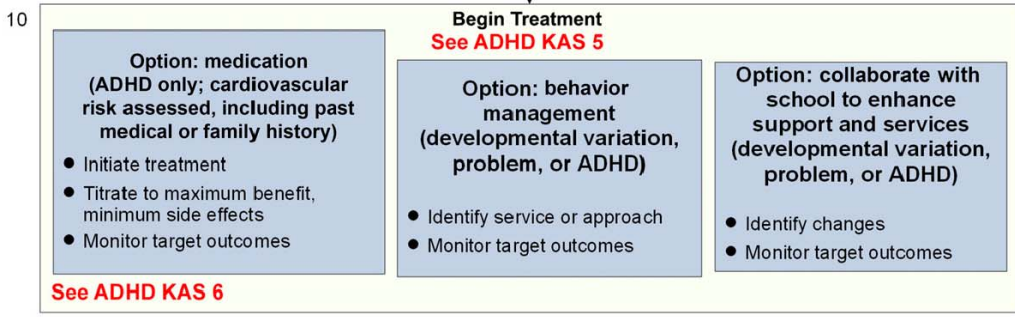 10
Begin Treatment
See ADHD KAS 5
Option: medication
(ADHD only; cardiovascular
risk assessed, including past
medical or family history)
● Initiate treatment
● Titrate to maximum benefit,
minimum side effects
● Monitor target outcomes
Option: behavior
management
(developmental variation,
problem, or ADHD)
● Identify service or approach
● Monitor target outcomes
Option: collaborate with
school to enhance
support and services
(developmental variation,
problem, or ADHD)
● Identify changes
● Monitor target outcomes
See ADHD KAS 6